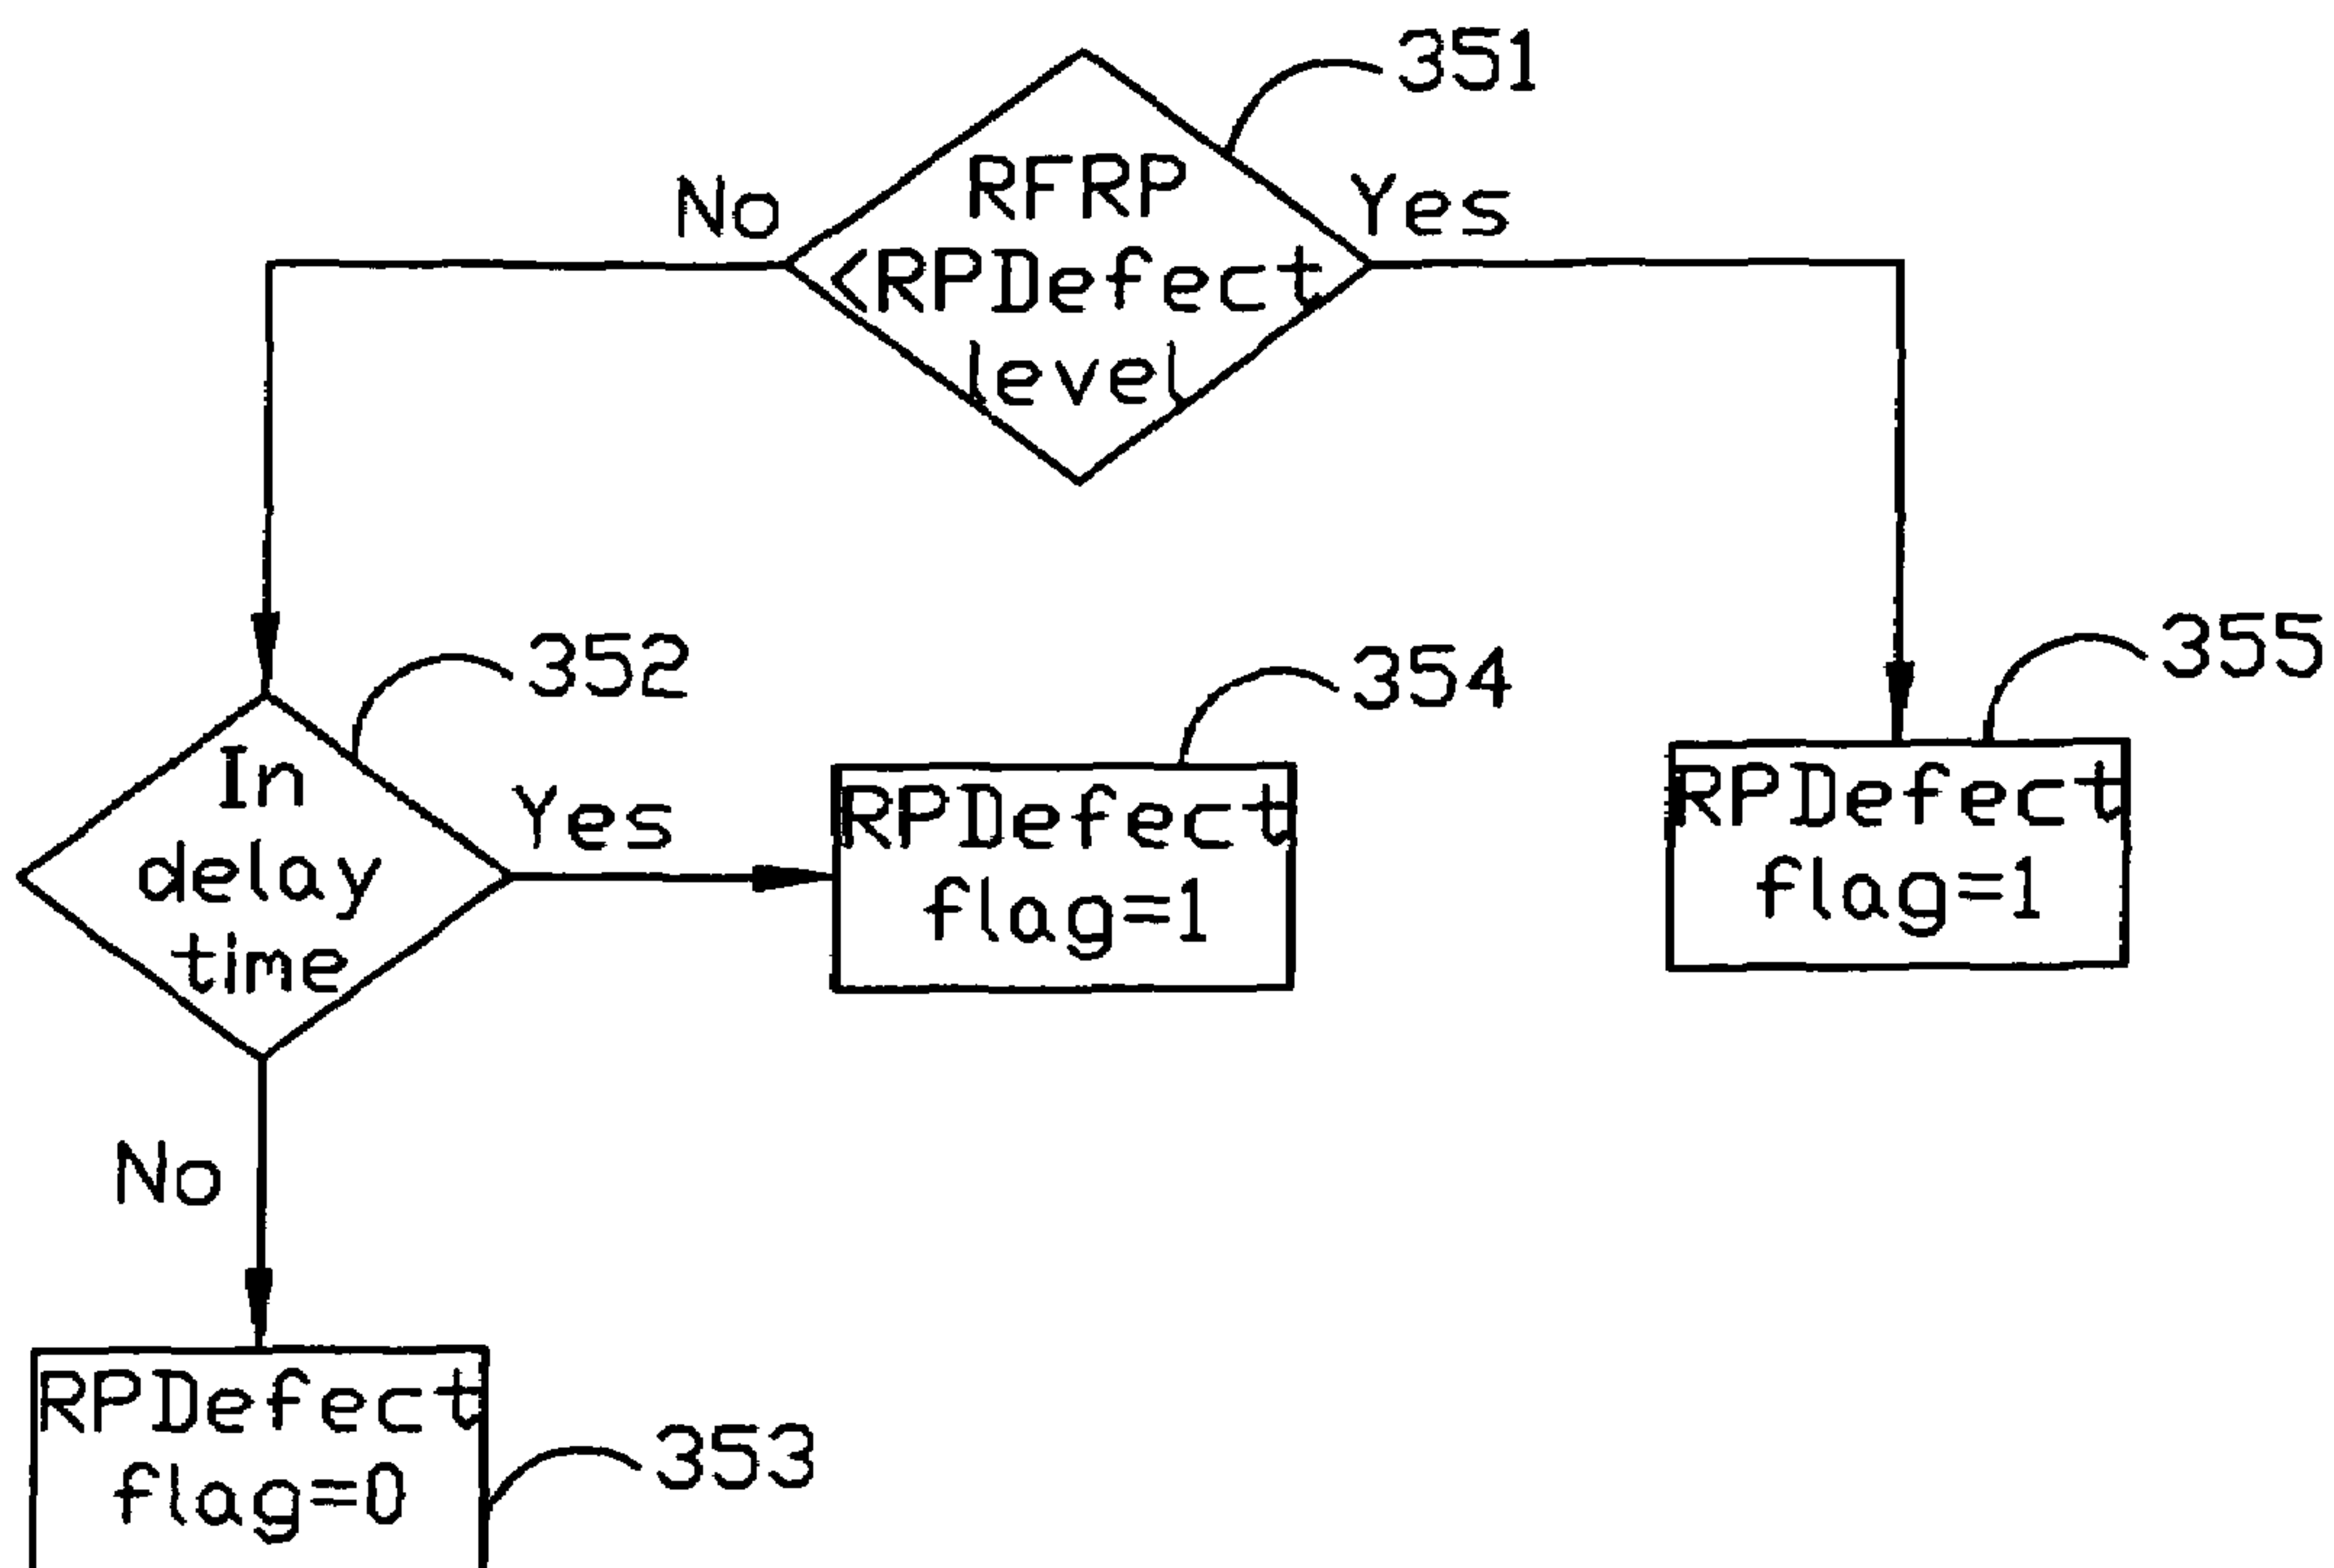 351
RFRP
<RPDefect
level
No
Yes
352
In
delay
time
Yes
354
RPDefect
flag=1
355
RPDefect
flag=1
No
RPDefect
flag=0
353